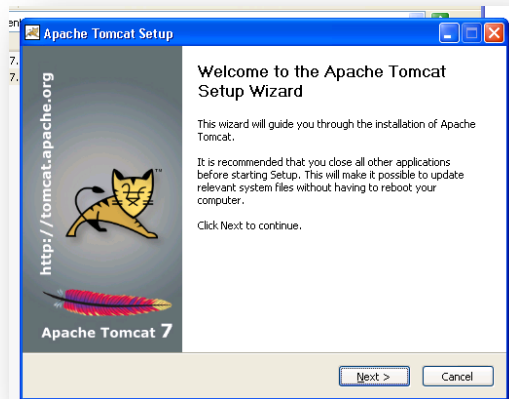 en
Apache Tomcat Setup
7.
7.
http://tomcat.apache.org
Apache Tomcat 7
Welcome to the Apache Tomcat
Setup Wizard
This wizard will guide you through the installation of Apache
Tomcat.
It is recommended that you close all other applications
before starting Setup. This will make it possible to update
relevant system files without having to reboot your
computer.
Click Next to continue.
Next >
Cancel